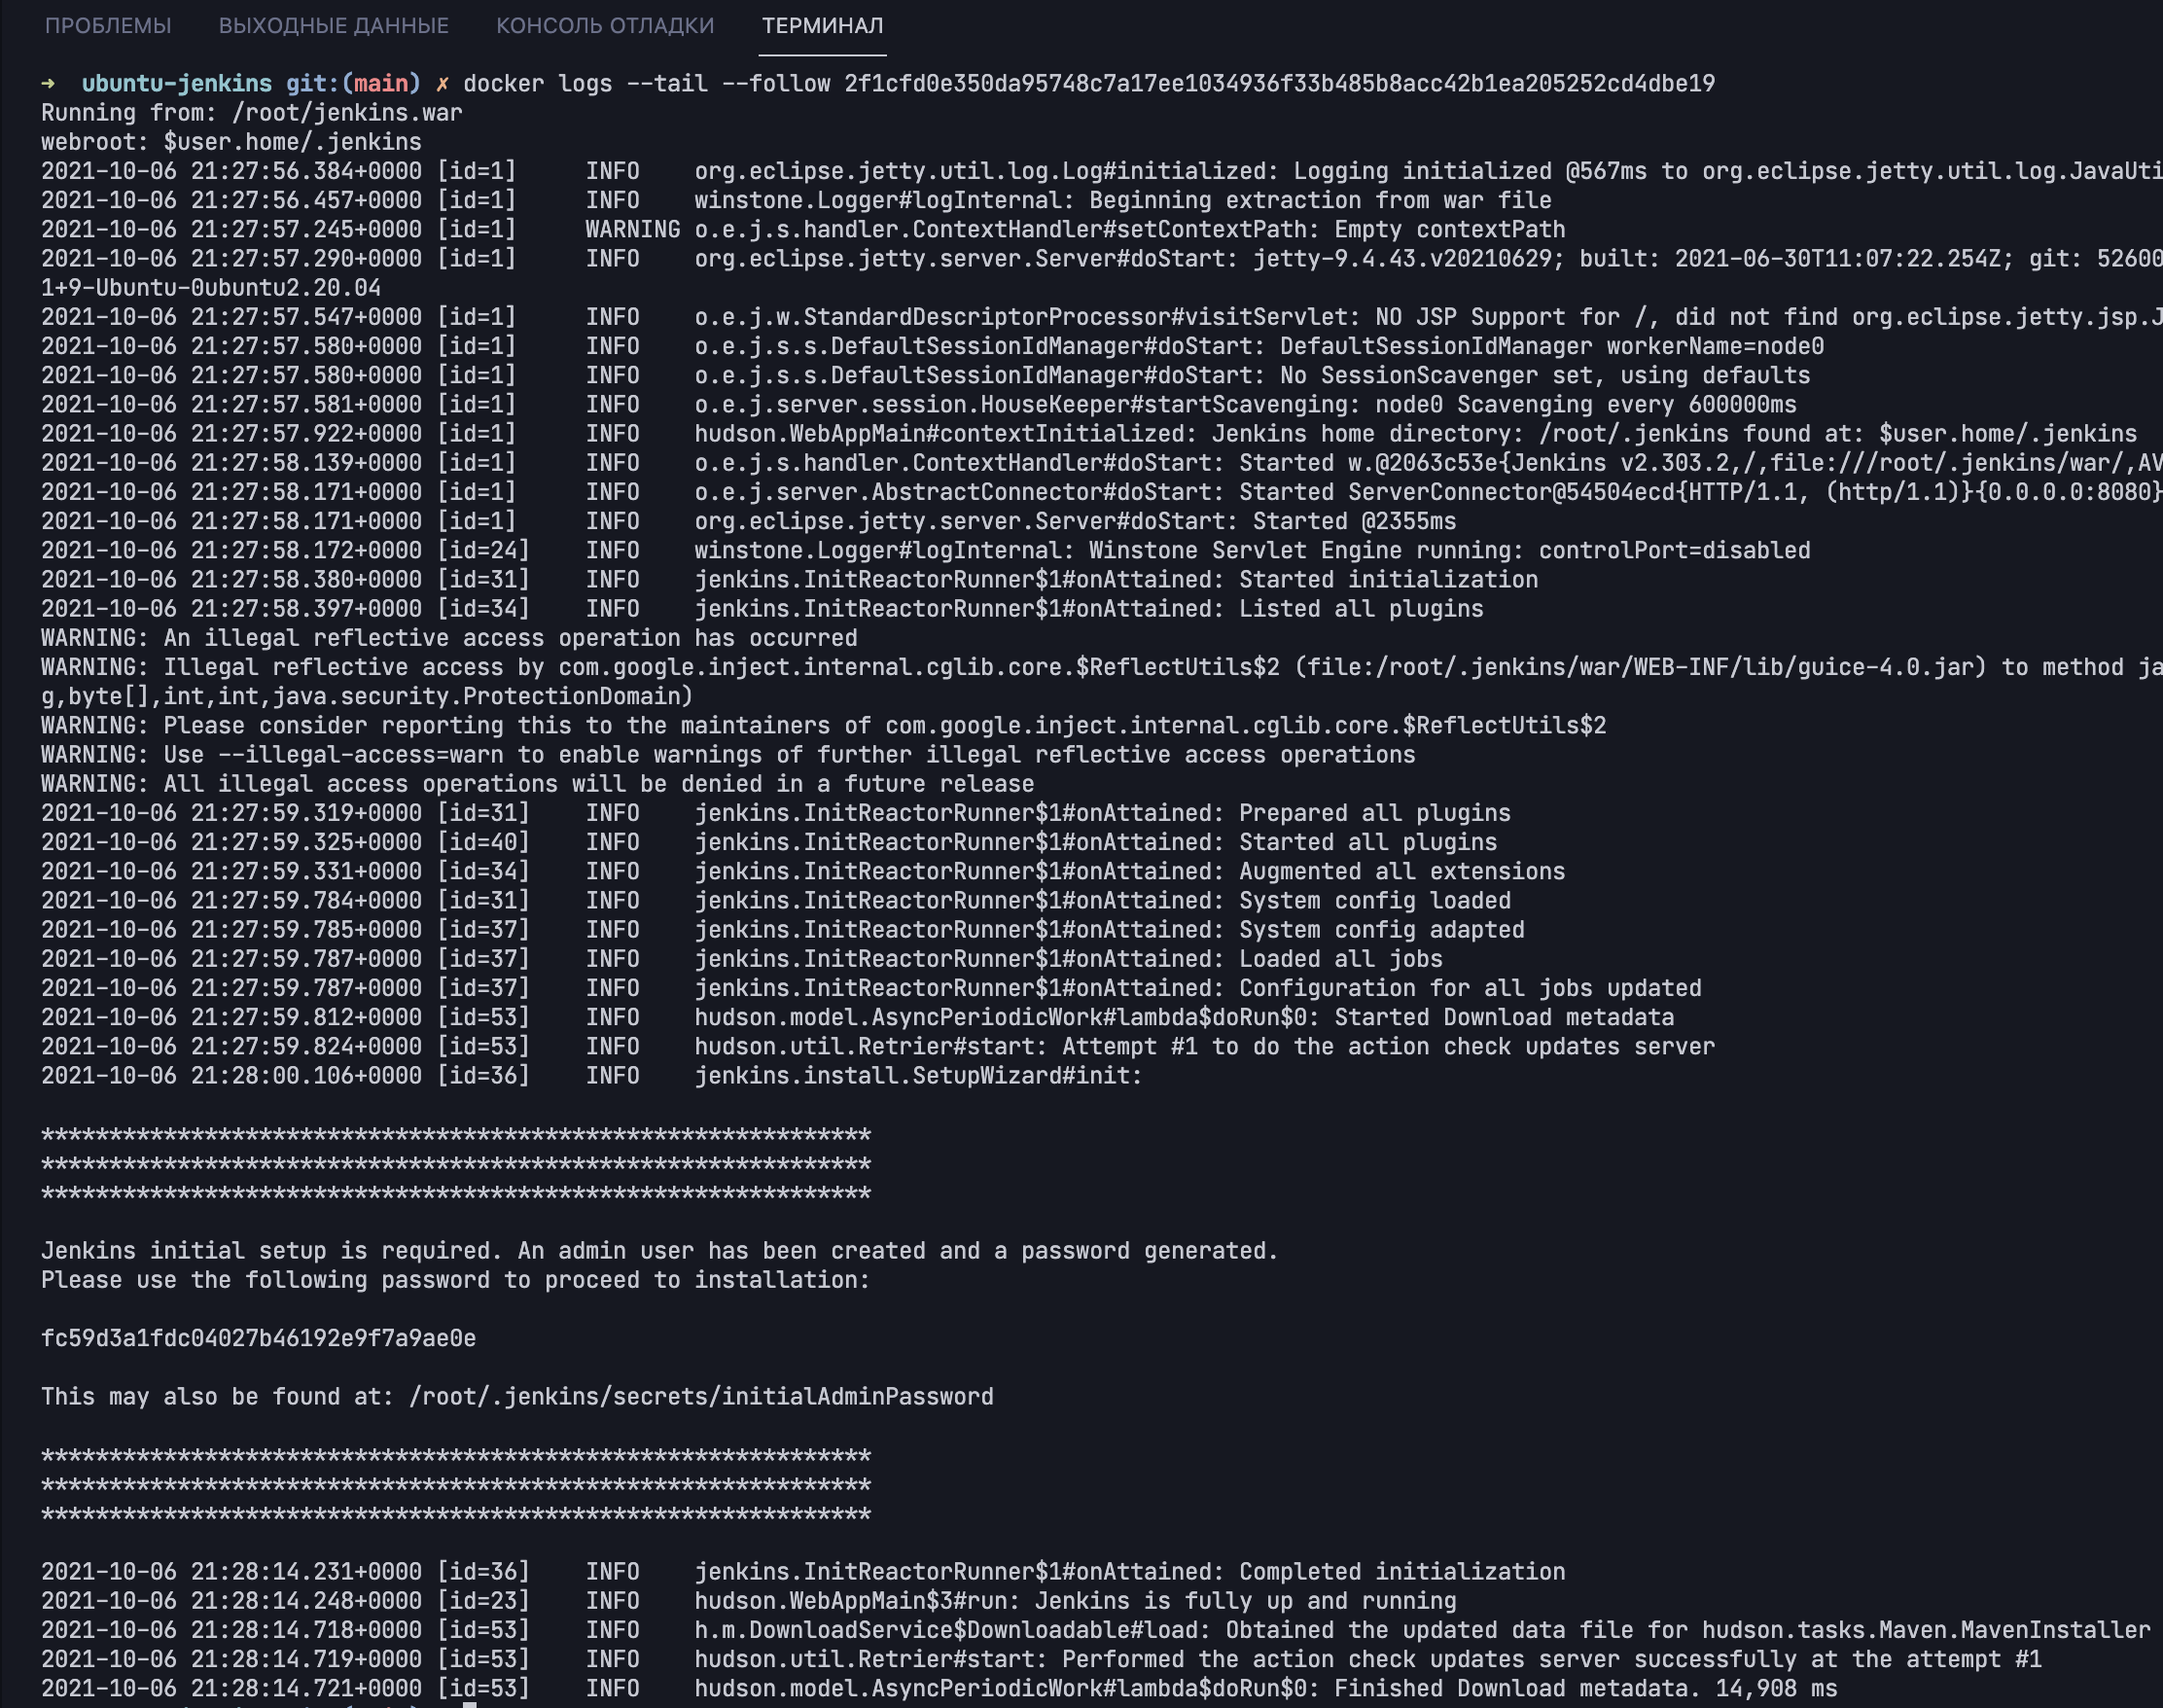 ПРОБЛЕМЫ ВЫХОДНЫЕ ДАННЫЕ КОНСОЛЬ ОТЛАДКИ ТЕРМИНАЛ
→ ubuntu-jenkins git:(main) ✗ docker logs --tail --follow 2f1cfd0e350da95748c7a17ee1034936f33b485b8acc42b1ea205252cd4dbe19
Running from: /root/jenkins.war
webroot: $user.home/.jenkins
2021-10-06 21:27:56.384+0000 [id=1] INFO org.eclipse.jetty.util.log.Log#initialized: Logging initialized @567ms to org.eclipse.jetty.util.log.JavaUti
2021-10-06 21:27:56.457+0000 [id=1] INFO winstone.Logger#logInternal: Beginning extraction from war file
2021-10-06 21:27:57.245+0000 [id=1] WARNING o.e.j.s.handler.ContextHandler#setContextPath: Empty contextPath
2021-10-06 21:27:57.290+0000 [id=1] INFO org.eclipse.jetty.server.Server#doStart: jetty-9.4.43.v20210629; built: 2021-06-30T11:07:22.254Z; git: 52600
1+9-Ubuntu-0ubuntu2.20.04
2021-10-06 21:27:57.547+0000 [id=1] INFO o.e.j.w.StandardDescriptorProcessor#visitServlet: NO JSP Support for /, did not find org.eclipse.jetty.jsp.J
2021-10-06 21:27:57.580+0000 [id=1] INFO o.e.j.s.s.DefaultSessionIdManager#doStart: DefaultSessionIdManager workerName=node0
2021-10-06 21:27:57.580+0000 [id=1] INFO o.e.j.s.s.DefaultSessionIdManager#doStart: No SessionScavenger set, using defaults
2021-10-06 21:27:57.581+0000 [id=1] INFO o.e.j.server.session.HouseKeeper#startScavenging: node0 Scavenging every 600000ms
2021-10-06 21:27:57.922+0000 [id=1] INFO hudson.WebAppMain#contextInitialized: Jenkins home directory: /root/.jenkins found at: $user.home/.jenkins
2021-10-06 21:27:58.139+0000 [id=1] INFO o.e.j.s.handler.ContextHandler#doStart: Started w.@2063c53e{Jenkins v2.303.2,/,file:///root/.jenkins/war/,AV
2021-10-06 21:27:58.171+0000 [id=1] INFO o.e.j.server.AbstractConnector#doStart: Started ServerConnector@54504ecd{HTTP/1.1, (http/1.1)}{0.0.0.0:8080}
2021-10-06 21:27:58.171+0000 [id=1] INFO org.eclipse.jetty.server.Server#doStart: Started @2355ms
2021-10-06 21:27:58.172+0000 [id=24] INFO winstone.Logger#logInternal: Winstone Servlet Engine running: controlPort=disabled
2021-10-06 21:27:58.380+0000 [id=31] INFO jenkins.InitReactorRunner$1#onAttained: Started initialization
2021-10-06 21:27:58.397+0000 [id=34] INFO jenkins.InitReactorRunner$1#onAttained: Listed all plugins
WARNING: An illegal reflective access operation has occurred
WARNING: Illegal reflective access by com.google.inject.internal.cglib.core.$ReflectUtils$2 (file:/root/.jenkins/war/WEB-INF/lib/guice-4.0.jar) to method ja
g,byte[],int,int,java.security.ProtectionDomain)
WARNING: Please consider reporting this to the maintainers of com.google.inject.internal.cglib.core.$ReflectUtils$2
WARNING: Use --illegal-access=warn to enable warnings of further illegal reflective access operations
WARNING: All illegal access operations will be denied in a future release
2021-10-06 21:27:59.319+0000 [id=31] INFO jenkins.InitReactorRunner$1#onAttained: Prepared all plugins
2021-10-06 21:27:59.325+0000 [id=40] INFO jenkins.InitReactorRunner$1#onAttained: Started all plugins
2021-10-06 21:27:59.331+0000 [id=34] INFO jenkins.InitReactorRunner$1#onAttained: Augmented all extensions
2021-10-06 21:27:59.784+0000 [id=31] INFO jenkins.InitReactorRunner$1#onAttained: System config loaded
2021-10-06 21:27:59.785+0000 [id=37] INFO jenkins.InitReactorRunner$1#onAttained: System config adapted
2021-10-06 21:27:59.787+0000 [id=37] INFO jenkins.InitReactorRunner$1#onAttained: Loaded all jobs
2021-10-06 21:27:59.787+0000 [id=37] INFO jenkins.InitReactorRunner$1#onAttained: Configuration for all jobs updated
2021-10-06 21:27:59.812+0000 [id=53] INFO hudson.model.AsyncPeriodicWork#lambda$doRun$0: Started Download metadata
2021-10-06 21:27:59.824+0000 [id=53] INFO hudson.util.Retrier#start: Attempt #1 to do the action check updates server
2021-10-06 21:28:00.106+0000 [id=36] INFO jenkins.install.SetupWizard#init:
*************************************************************
*************************************************************
*************************************************************
Jenkins initial setup is required. An admin user has been created and a password generated.
Please use the following password to proceed to installation:
fc59d3a1fdc04027b46192e9f7a9ae0e
This may also be found at: /root/.jenkins/secrets/initialAdminPassword
*************************************************************
*************************************************************
*************************************************************
2021-10-06 21:28:14.231+0000 [id=36] INFO jenkins.InitReactorRunner$1#onAttained: Completed initialization
2021-10-06 21:28:14.248+0000 [id=23] INFO hudson.WebAppMain$3#run: Jenkins is fully up and running
2021-10-06 21:28:14.718+0000 [id=53] INFO h.m.DownloadService$Downloadable#load: Obtained the updated data file for hudson.tasks.Maven.MavenInstaller
2021-10-06 21:28:14.719+0000 [id=53] INFO hudson.util.Retrier#start: Performed the action check updates server successfully at the attempt #1
2021-10-06 21:28:14.721+0000 [id=53] INFO hudson.model.AsyncPeriodicWork#lambda$doRun$0: Finished Download metadata. 14,908 ms